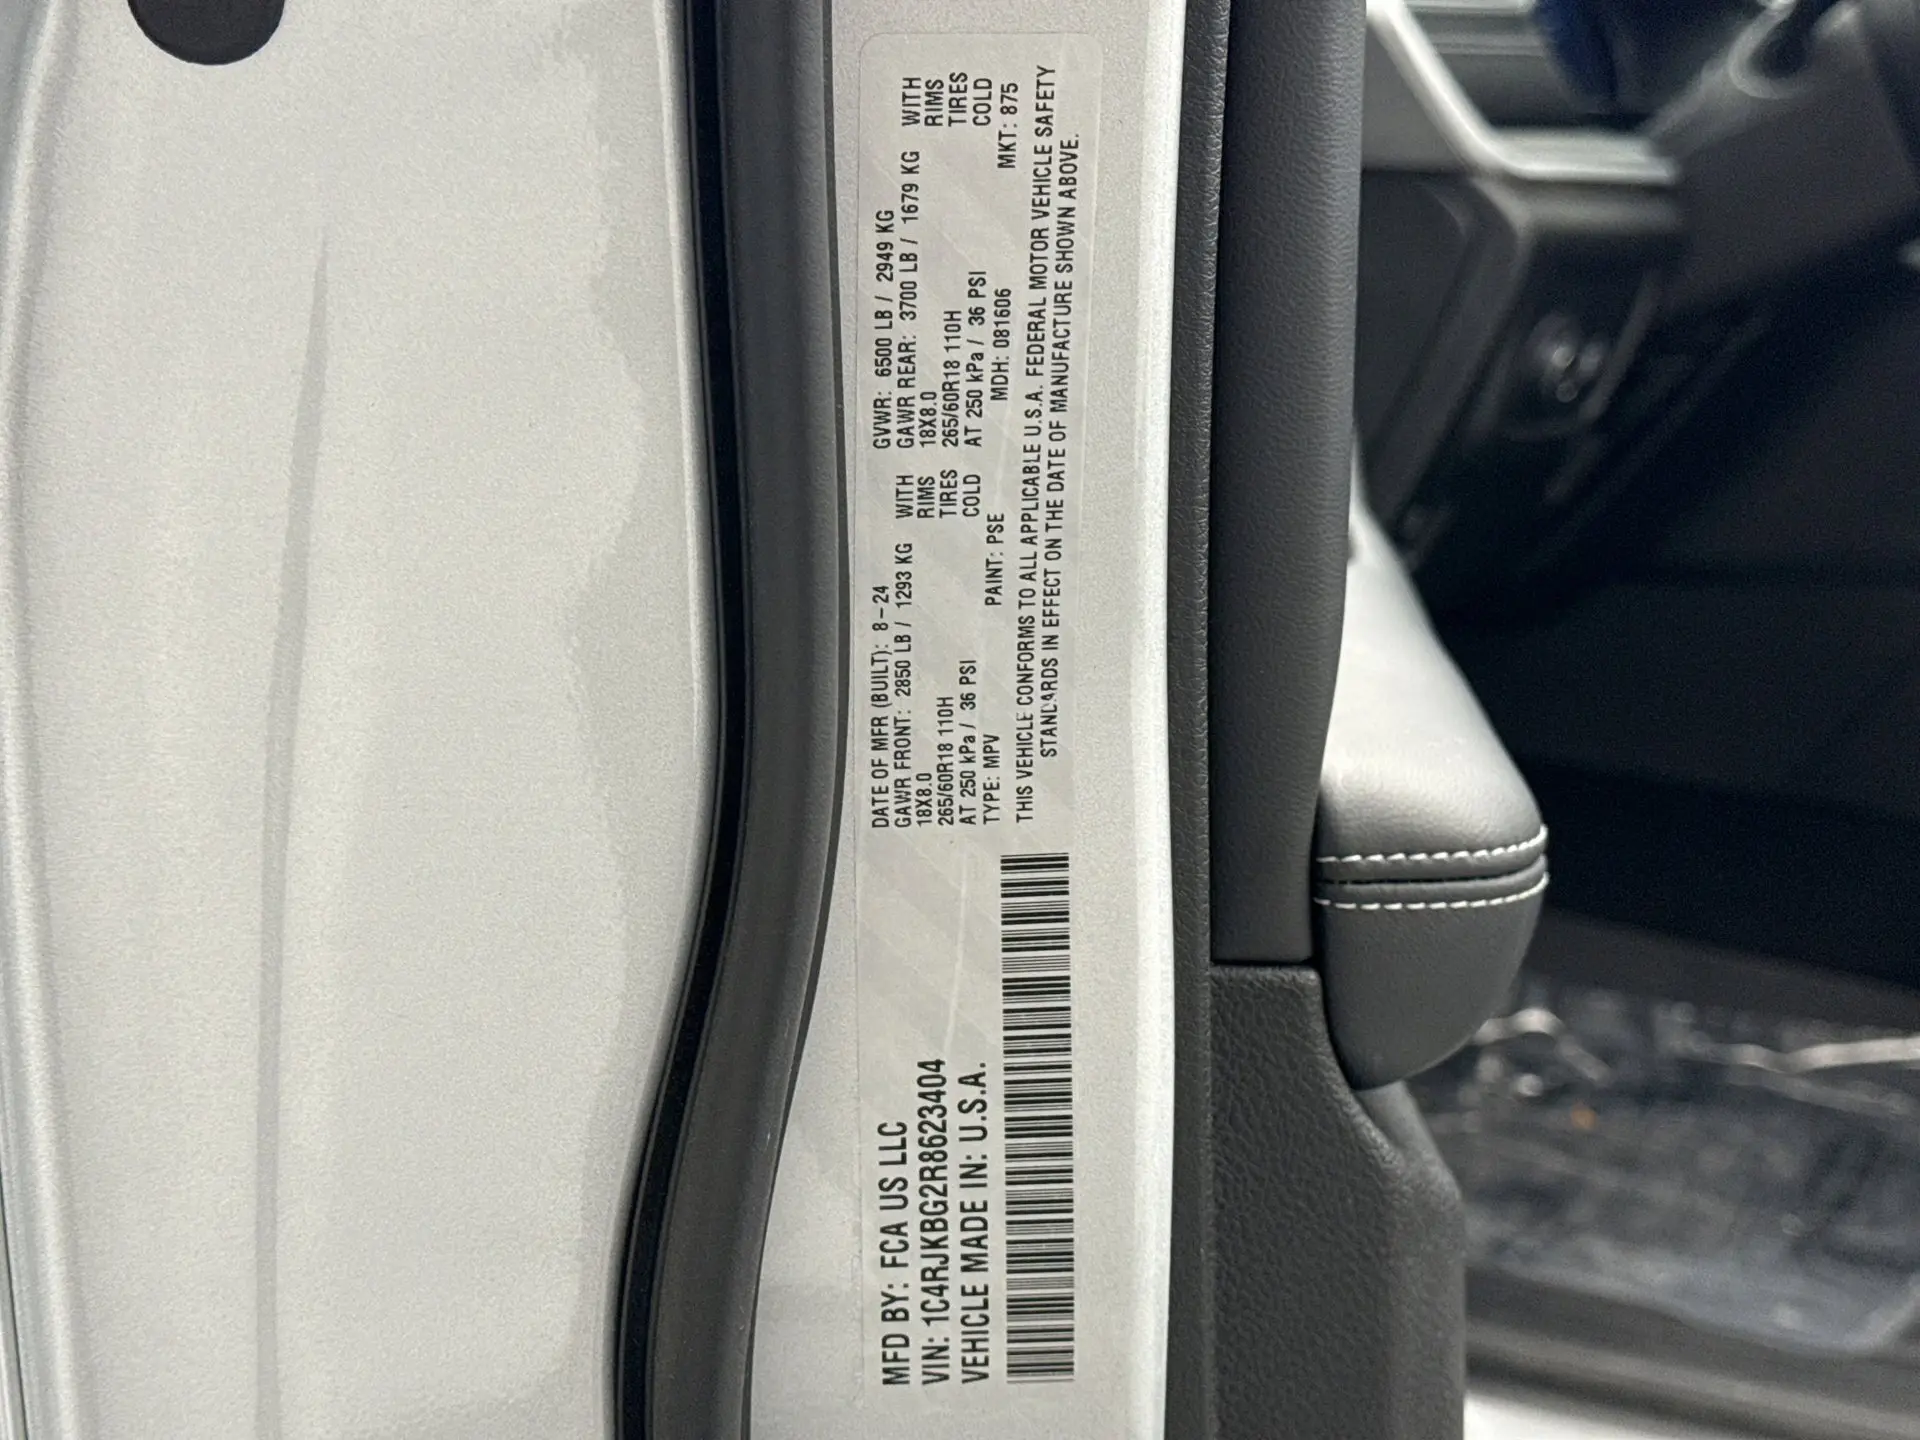 MFD BY: FCA US LLC
VIN: 1C4RJKBG2R8623404
VEHICLE MADE IN: U.S.A.
DATE OF MFR (BUILT): 8-24 GVWR: 6500 LB / 2949 KG
GAWR FRONT: 2850 LB / 1293 KG WITH GAWR REAR: 3700 LB / 1679 KG WITH
18X8.0 RIMS 18X8.0 RIMS
265/60R18 110H TIRES 265/60R18 110H TIRES
AT 250 kPa / 36 PSI COLD AT 250 kPa / 36 PSI COLD
TYPE: MPV PAINT: PSE MDH: 081606 MKT: 875
THIS VEHICLE CONFORMS TO ALL APPLICABLE U.S.A. FEDERAL MOTOR VEHICLE SAFETY
STANDARDS IN EFFECT ON THE DATE OF MANUFACTURE SHOWN ABOVE.